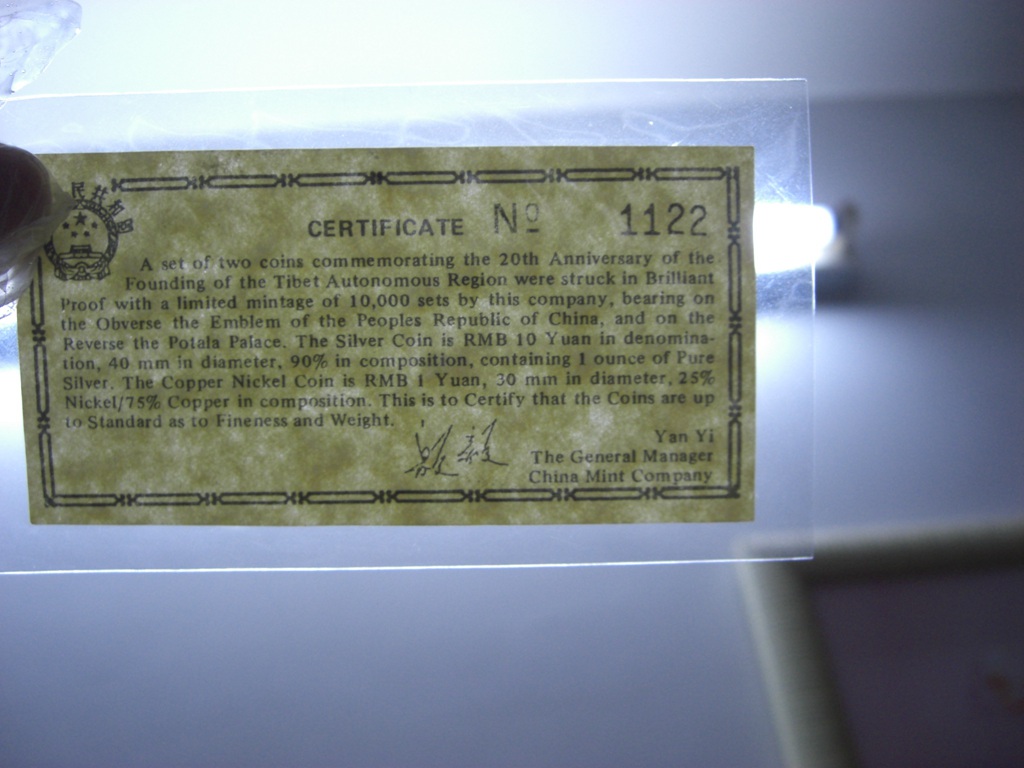 民共和国
CERTIFICATE Nº 1122
A set of two coins commemorating the 20th Anniversary of the
Founding of the Tibet Autonomous Region were struck in Brilliant
Proof with a limited mintage of 10,000 sets by this company, bearing on
the Obverse the Emblem of the Peoples Republic of China, and on the
Reverse the Potala Palace. The Silver Coin is RMB 10 Yuan in denomina-
tion, 40 mm in diameter, 90% in composition, containing 1 ounce of Pure
Silver. The Copper Nickel Coin is RMB 1 Yuan, 30 mm in diameter, 25%
Nickel/75% Copper in composition. This is to Certify that the Coins are up
to Standard as to Fineness and Weight.
Yan Yi
The General Manager
China Mint Company